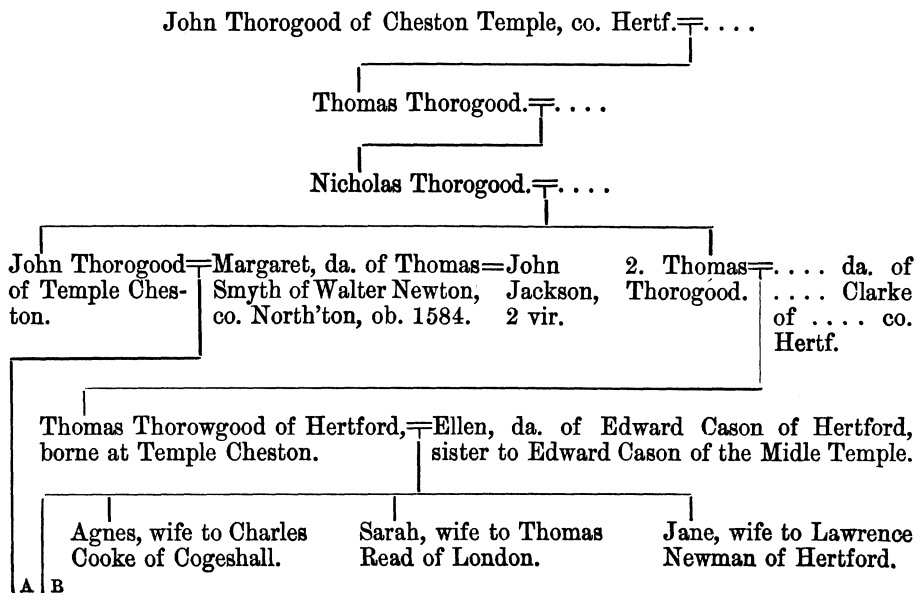 John Thorogood of Cheston Temple, co. Hertf.=. . . .
Thomas Thorogood.=. . . .
Nicholas Thorogood.=. . . .
John Thorogood
of Temple Ches-
ton.
=Margaret, da. of Thomas
Smyth of Walter Newton,
co. North'ton, ob. 1584.
=John
Jackson,
2 vir.
2. Thomas
Thorogood.
=. . . . da. of
. . . . Clarke
of . . . . co.
Hertf.
Thomas Thorowgood of Hertford,
borne at Temple Cheston.
=Ellen, da. of Edward Cason of Hertford,
sister to Edward Cason of the Midle Temple.
Agnes, wife to Charles
Cooke of Cogeshall.
Sarah, wife to Thomas
Read of London.
Jane, wife to Lawrence
Newman of Hertford.
A B